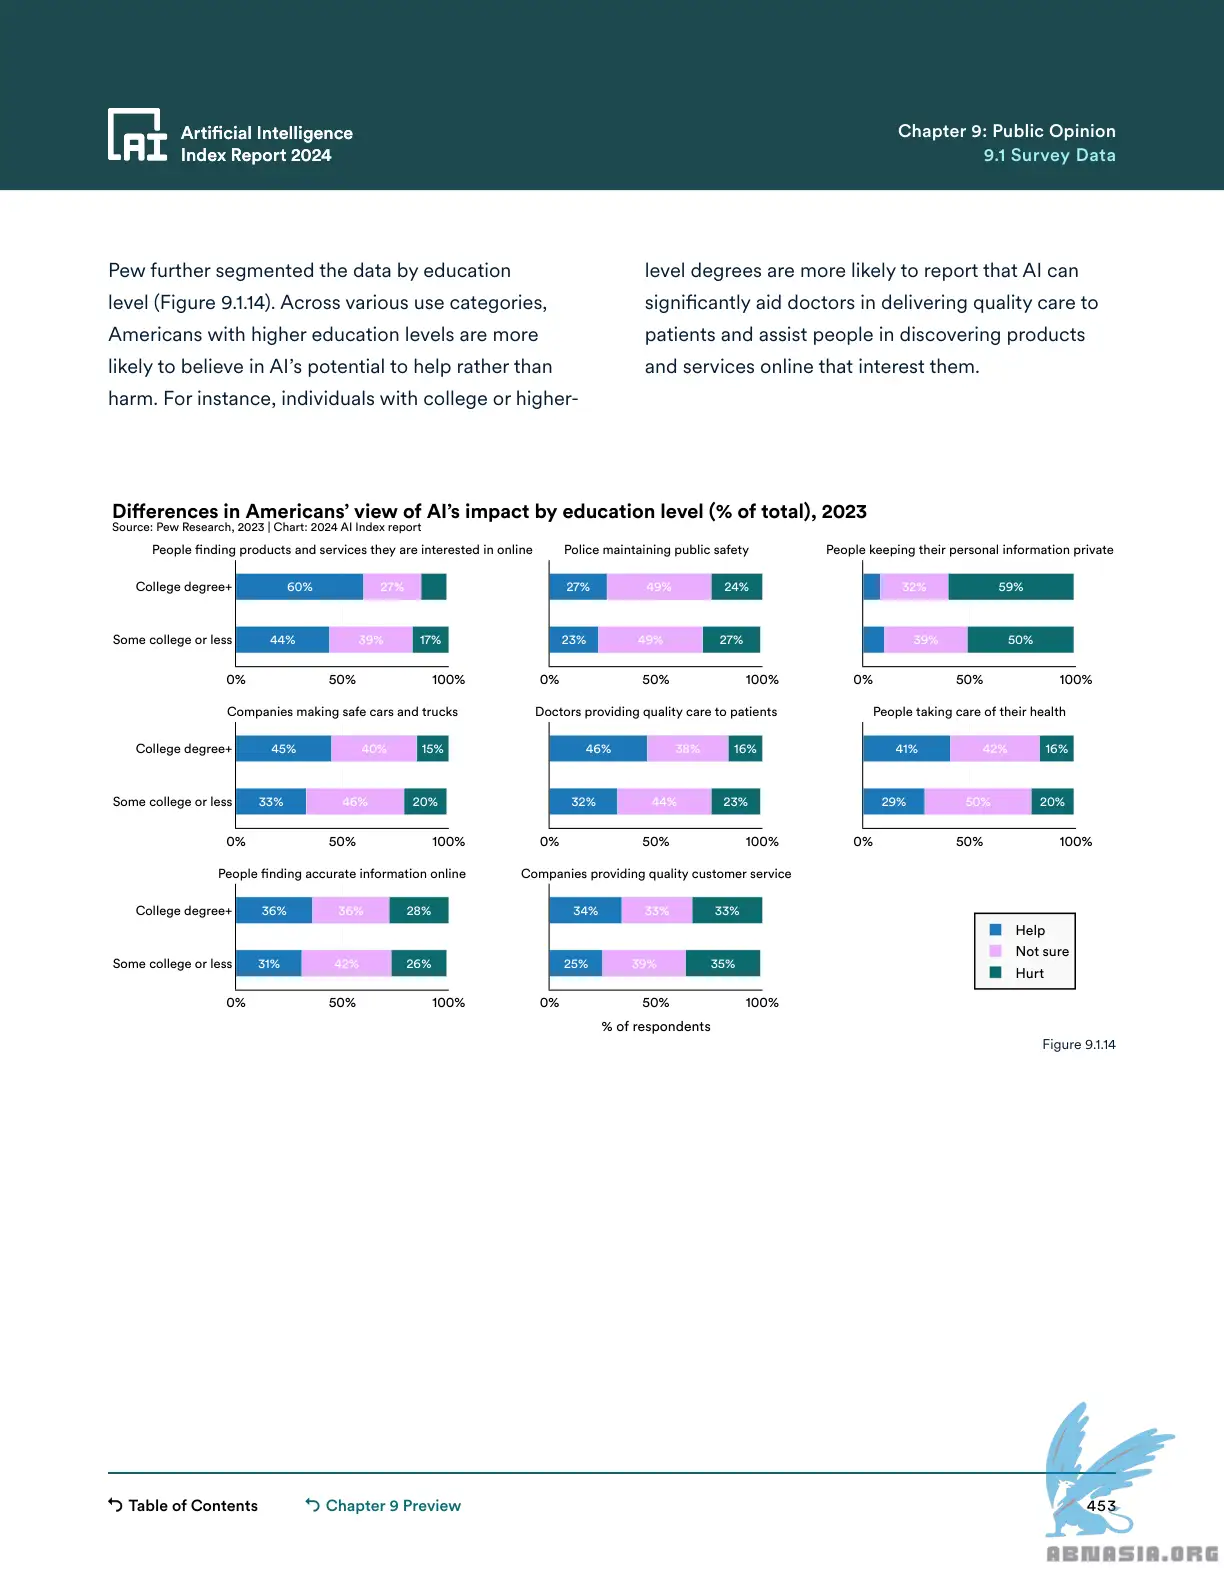 Artificial Intelligence
Index Report 2024
Chapter 9: Public Opinion
9.1 Survey Data
Pew further segmented the data by education
level (Figure 9.1.14). Across various use categories,
Americans with higher education levels are more
likely to believe in AI's potential to help rather than
harm. For instance, individuals with college or higher-
level degrees are more likely to report that AI can
significantly aid doctors in delivering quality care to
patients and assist people in discovering products
and services online that interest them.
Differences in Americans' view of AI's impact by education level (% of total), 2023
Source: Pew Research, 2023 | Chart: 2024 AI Index report
People finding products and services they are interested in online
College degree+ 60% 27%
Some college or less 44% 39% 17%
0% 50% 100%
Police maintaining public safety
27% 49% 24%
23% 49% 27%
0% 50% 100%
People keeping their personal information private
32% 59%
39% 50%
0% 50% 100%
Companies making safe cars and trucks
College degree+ 45% 40% 15%
Some college or less 33% 46% 20%
0% 50% 100%
Doctors providing quality care to patients
46% 38% 16%
32% 44% 23%
0% 50% 100%
People taking care of their health
41% 42% 16%
29% 50% 20%
0% 50% 100%
People finding accurate information online
College degree+ 36% 36% 28%
Some college or less 31% 42% 26%
0% 50% 100%
Companies providing quality customer service
34% 33% 33%
25% 39% 35%
0% 50% 100%
% of respondents
Help
Not sure
Hurt
Figure 9.1.14
Table of Contents
Chapter 9 Preview
453
ABNASIA.ORG